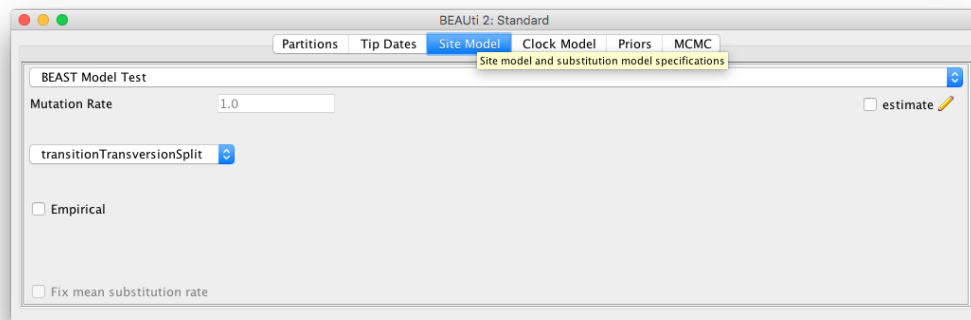 BEAUti 2: Standard
Partitions Tip Dates Site Model Clock Model Priors MCMC
Site model and substitution model specifications
BEAST Model Test
Mutation Rate 1.0 estimate
transitionTransversionSplit
Empirical
Fix mean substitution rate